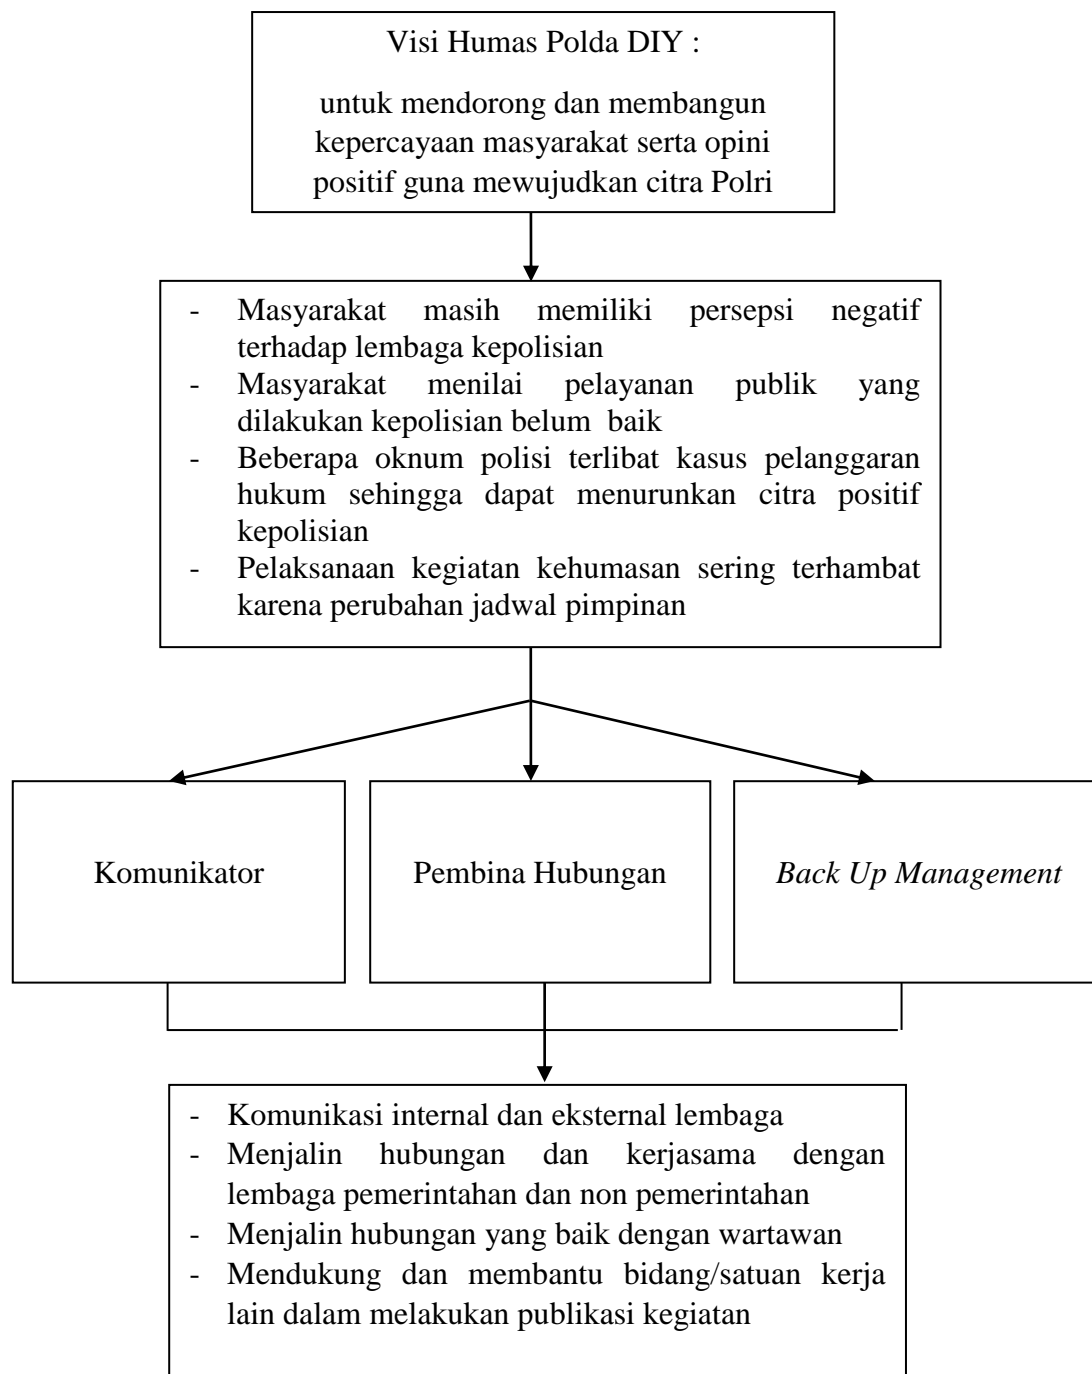 Visi Humas Polda DIY :
untuk mendorong dan membangun
kepercayaan masyarakat serta opini
positif guna mewujudkan citra Polri
- Masyarakat masih memiliki persepsi negatif
terhadap lembaga kepolisian
- Masyarakat menilai pelayanan publik yang
dilakukan kepolisian belum baik
- Beberapa oknum polisi terlibat kasus pelanggaran
hukum sehingga dapat menurunkan citra positif
kepolisian
- Pelaksanaan kegiatan kehumasan sering terhambat
karena perubahan jadwal pimpinan
Komunikator
Pembina Hubungan
Back Up Management
- Komunikasi internal dan eksternal lembaga
- Menjalin hubungan dan kerjasama dengan
lembaga pemerintahan dan non pemerintahan
- Menjalin hubungan yang baik dengan wartawan
- Mendukung dan membantu bidang/satuan kerja
lain dalam melakukan publikasi kegiatan